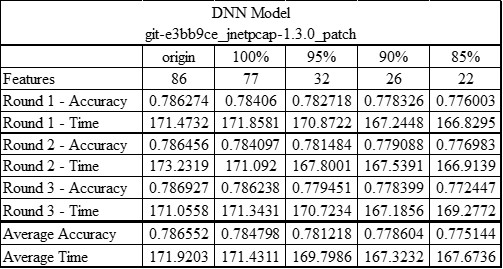 DNN Model
git-e3bb9ce_jnetpcap-1.3.0_patch
origin 100% 95% 90% 85%
Features 86 77 32 26 22
Round 1 - Accuracy 0.786274 0.78406 0.782718 0.778326 0.776003
Round 1 - Time 171.4732 171.8581 170.8722 167.2448 166.8295
Round 2 - Accuracy 0.786456 0.784097 0.781484 0.779088 0.776983
Round 2 - Time 173.2319 171.092 167.8001 167.5391 166.9139
Round 3 - Accuracy 0.786927 0.786238 0.779451 0.778399 0.772447
Round 3 - Time 171.0558 171.3431 170.7234 167.1856 169.2772
Average Accuracy 0.786552 0.784798 0.781218 0.778604 0.775144
Average Time 171.9203 171.4311 169.7986 167.3232 167.6736